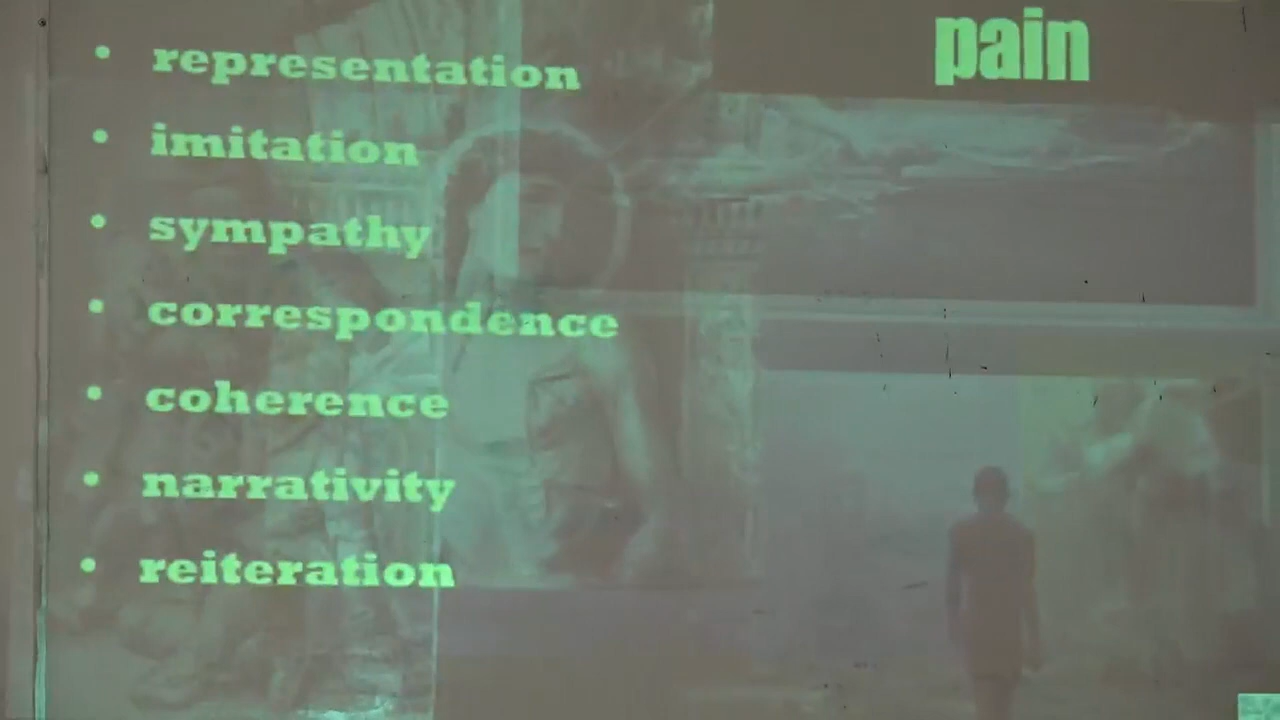 pain
• representation
• imitation
• sympathy
• correspondence
• coherence
• narrativity
• reiteration